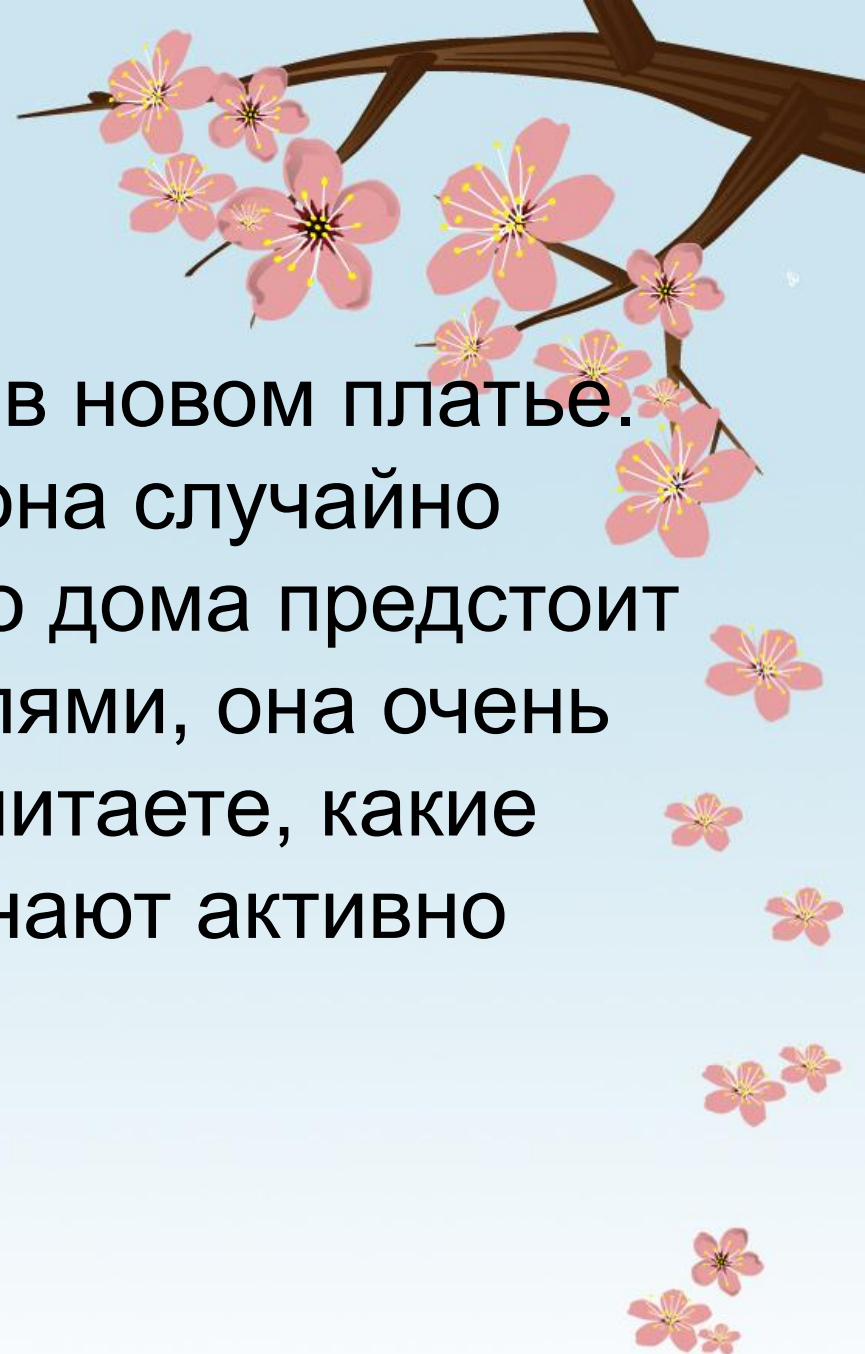 в новом платье.
она случайно
о дома предстоит
лями, она очень
итаете, какие
нают активно